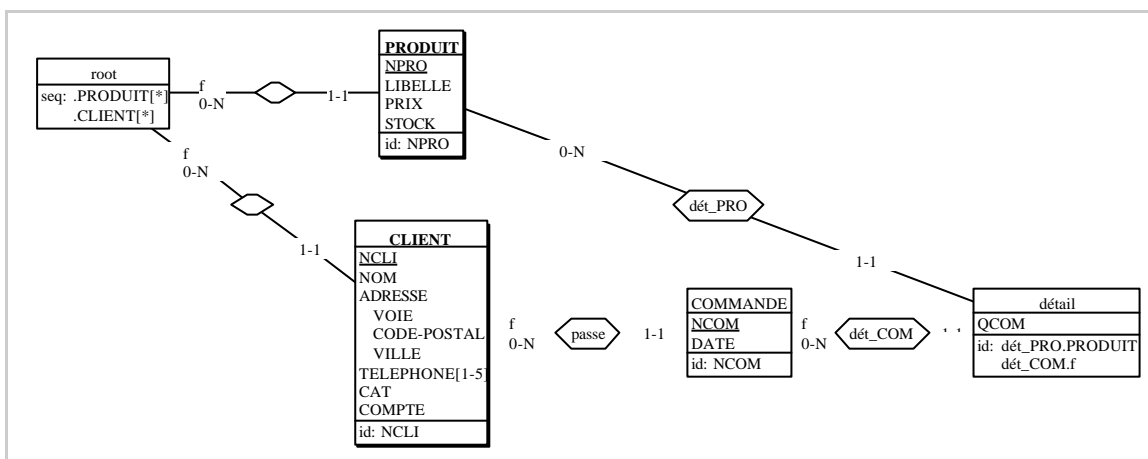 root
seq: .PRODUIT[*]
.CLIENT[*]
f
0-N
1-1
PRODUIT
NPRO
LIBELLE
PRIX
STOCK
id: NPRO
f
0-N
1-1
0-N
dét_PRO
1-1
CLIENT
NCLI
NOM
ADRESSE
VOIE
CODE-POSTAL
VILLE
TELEPHONE[1-5]
CAT
COMPTE
id: NCLI
f
0-N
passe
1-1
COMMANDE
NCOM
DATE
id: NCOM
f
0-N
dét_COM
1-1
détail
QCOM
id: dét_PRO.PRODUIT
dét_COM.f